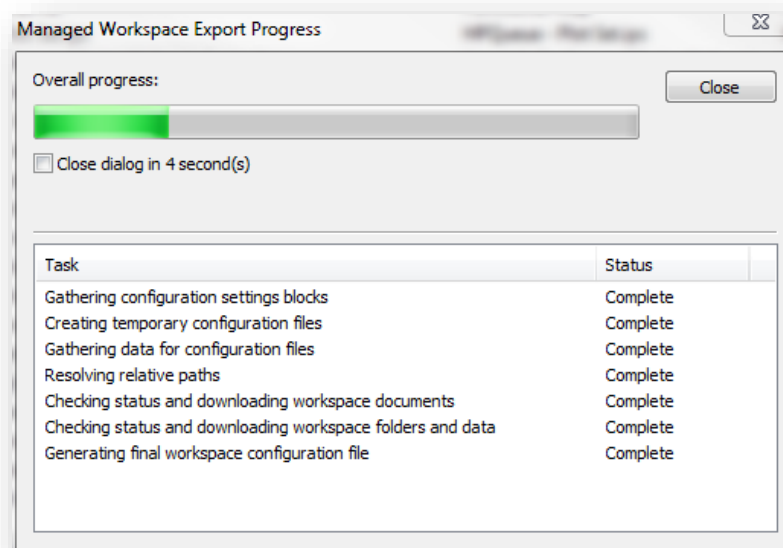 Managed Workspace Export Progress
Overall progress:
Close
Close dialog in 4 second(s)
Task Status
Gathering configuration settings blocks Complete
Creating temporary configuration files Complete
Gathering data for configuration files Complete
Resolving relative paths Complete
Checking status and downloading workspace documents Complete
Checking status and downloading workspace folders and data Complete
Generating final workspace configuration file Complete